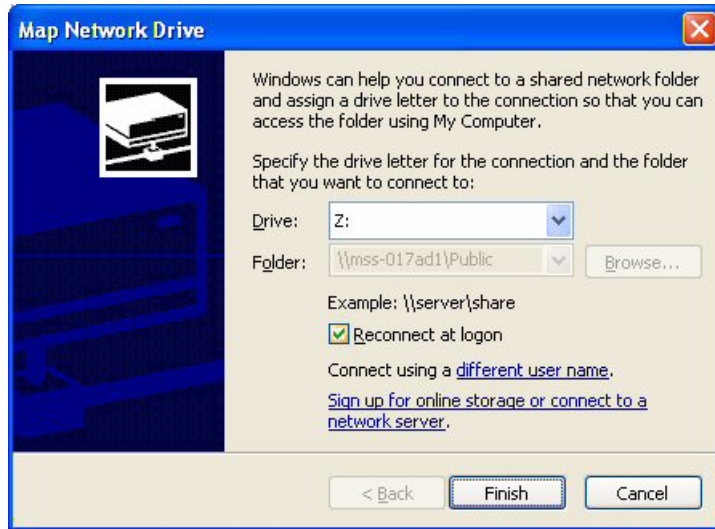 Map Network Drive
Windows can help you connect to a shared network folder
and assign a drive letter to the connection so that you can
access the folder using My Computer.
Specify the drive letter for the connection and the folder
that you want to connect to:
Drive: Z:
Folder: \\mss-017ad1\Public Browse...
Example: \\server\share
Reconnect at logon
Connect using a different user name.
Sign up for online storage or connect to a
network server.
< Back Finish Cancel